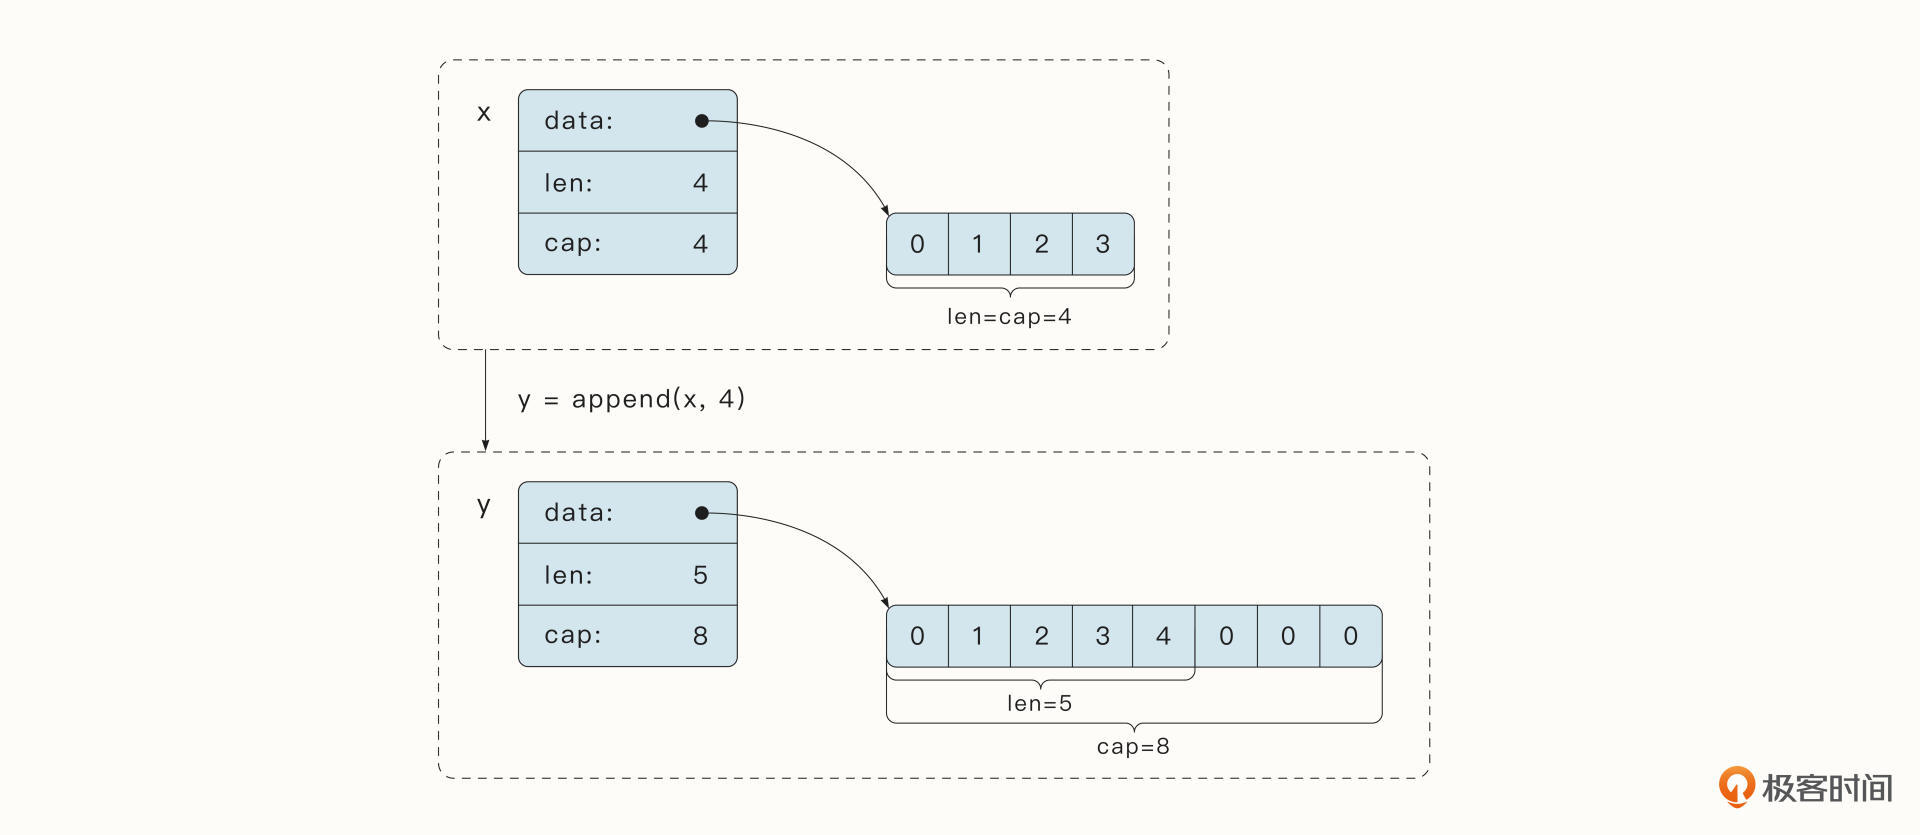 x
data:
len: 4
cap: 4
0 1 2 3
len=cap=4
y = append(x, 4)
y
data:
len: 5
cap: 8
0 1 2 3 4 0 0 0
len=5
cap=8
极客时间